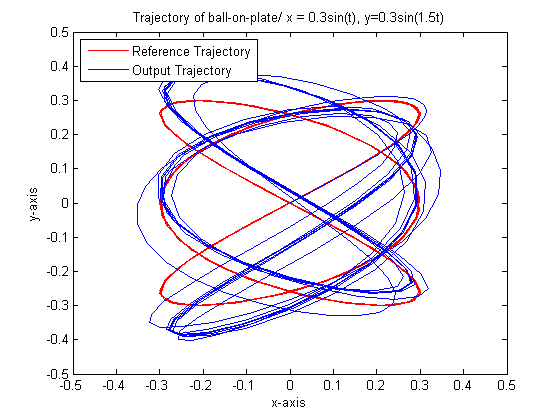 Trajectory of ball-on-plate/ x = 0.3sin(t), y=0.3sin(1.5t)
0.5
Reference Trajectory
Output Trajectory
0.4
0.3
0.2
0.1
0
-0.1
-0.2
-0.3
-0.4
-0.5
y-axis
-0.5 -0.4 -0.3 -0.2 -0.1 0 0.1 0.2 0.3 0.4 0.5
x-axis